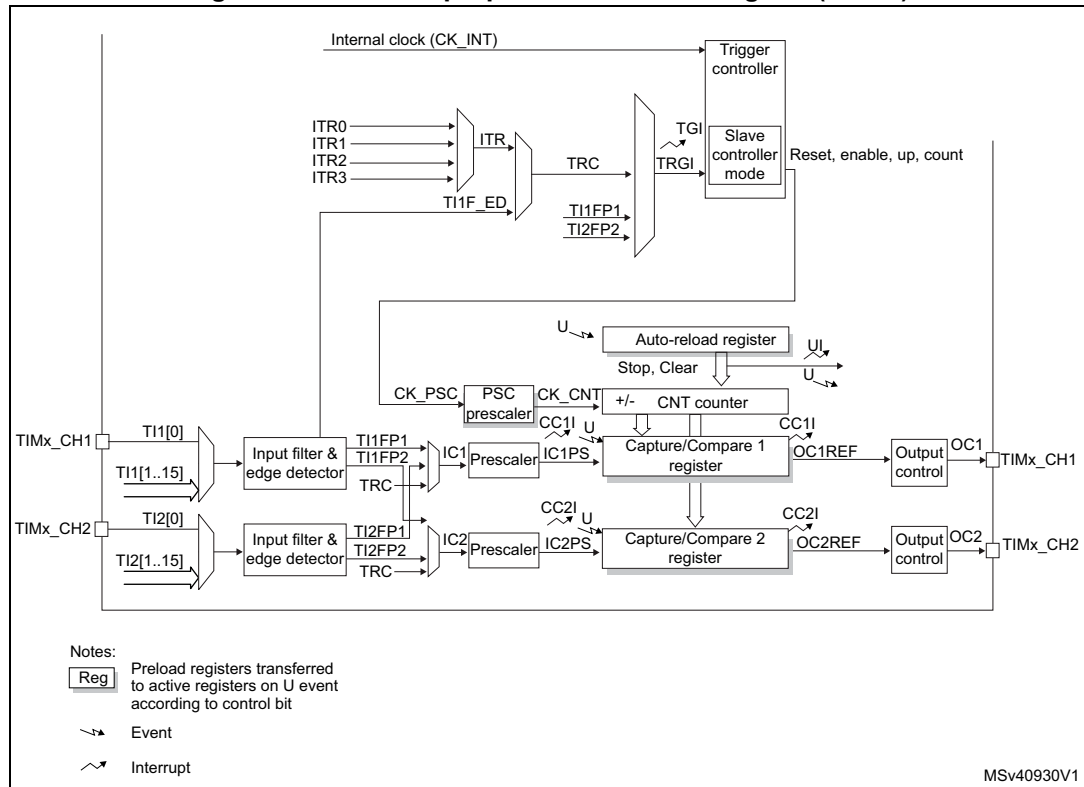 Internal clock (CK_INT)
Trigger
controller
ITR0
ITR1
ITR2
ITR3
ITR
TRC
TI1F_ED
TI1FP1
TI2FP2
TGI
TRGI
Slave
controller
mode
Reset, enable, up, count
U
Auto-reload register
Stop, Clear
UI
U
CK_PSC
PSC
prescaler
CK_CNT
+/-
CNT counter
TIMx_CH1
TI1[0]
TI1[1..15]
Input filter &
edge detector
TI1FP1
TI1FP2
TRC
IC1
Prescaler
CC1I
IC1PS
U
Capture/Compare 1
register
CC1I
OC1REF
Output
control
OC1
TIMx_CH1
TIMx_CH2
TI2[0]
TI2[1..15]
Input filter &
edge detector
TI2FP1
TI2FP2
TRC
IC2
Prescaler
CC2I
IC2PS
U
Capture/Compare 2
register
CC2I
OC2REF
Output
control
OC2
TIMx_CH2
Notes:
Reg
Preload registers transferred
to active registers on U event
according to control bit
Event
Interrupt
MSv40930V1